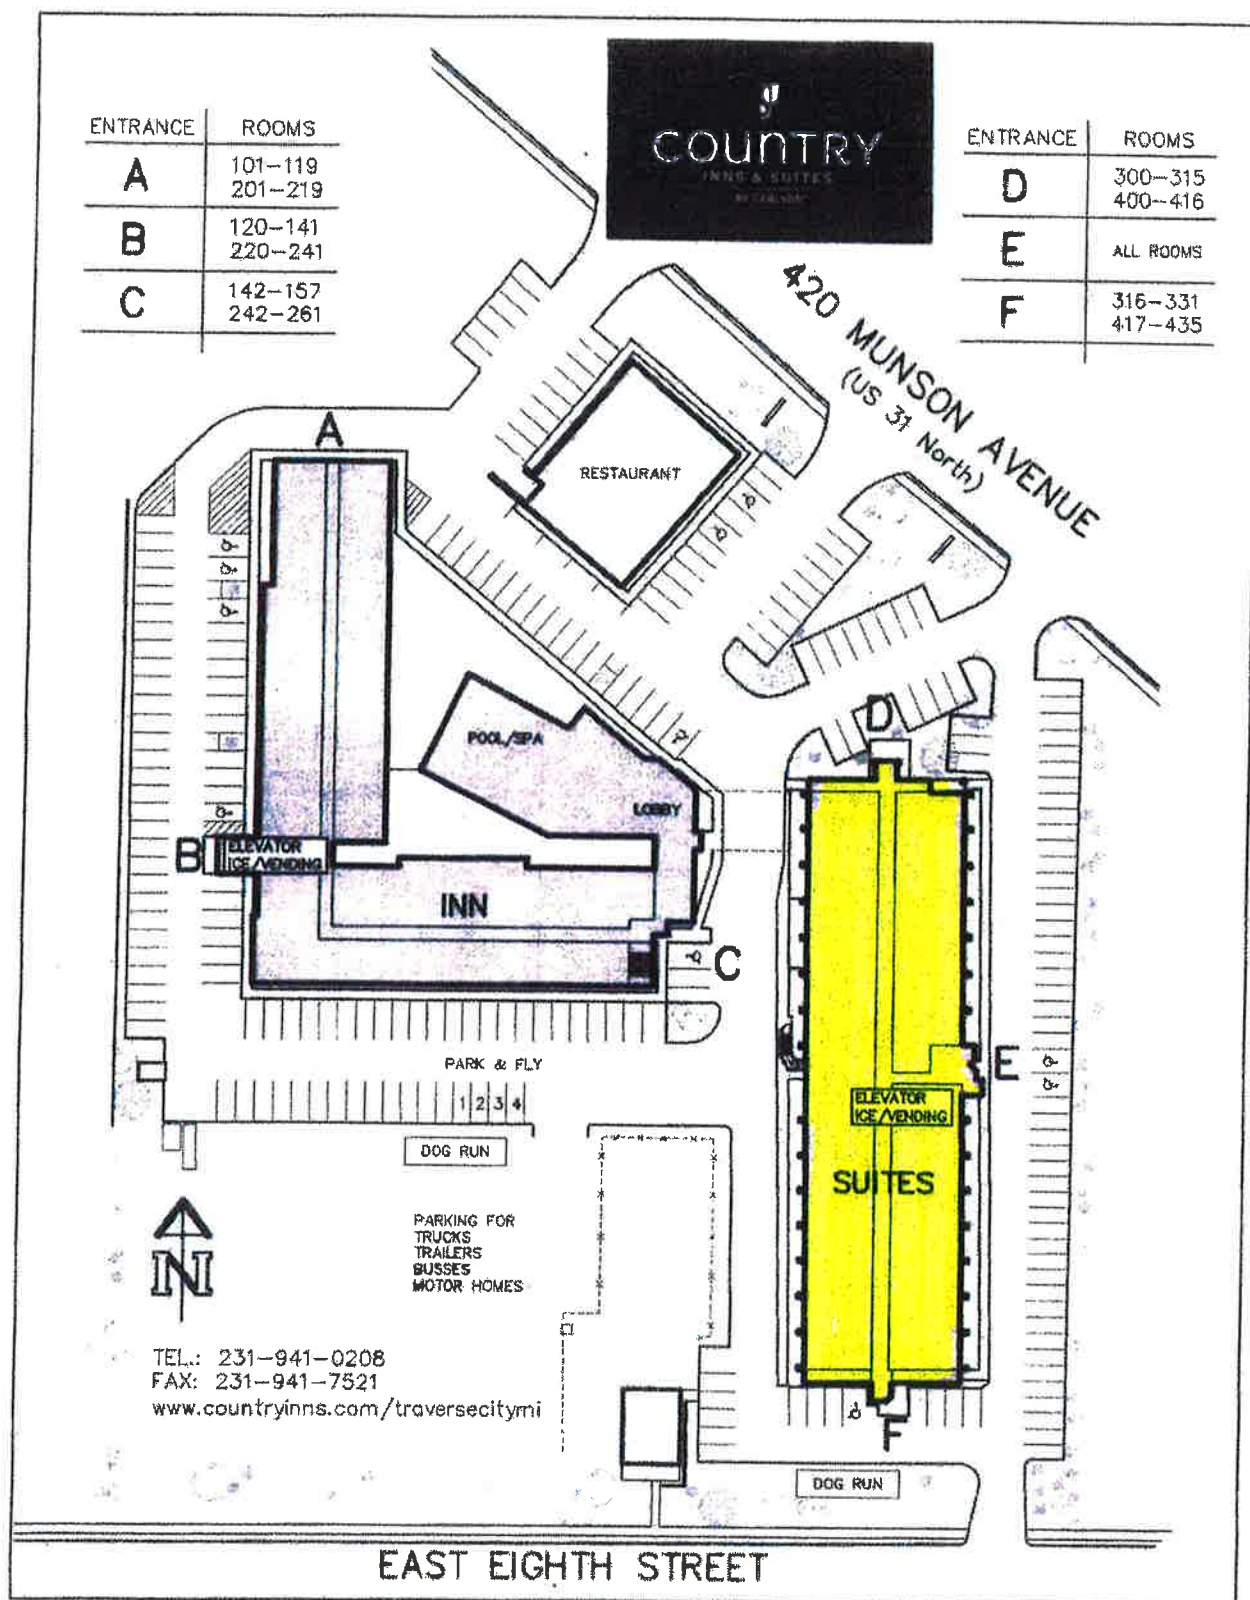 ENTRANCE ROOMS
A 101-119
201-219
B 120-141
220-241
C 142-157
242-261
COUNTRY
INNS & SUITES
BY CARLSON
ENTRANCE ROOMS
D 300-315
400-416
E ALL ROOMS
F 316-331
417-435
420 MUNSON AVENUE
(US 31 North)
A
RESTAURANT
D
POOL/SPA
LOBBY
B
ELEVATOR
ICE/VENDING
INN
C
E
PARK & FLY
1 2 3 4
ELEVATOR
ICE/VENDING
DOG RUN
SUITES
N
PARKING FOR
TRUCKS
TRAILERS
BUSSES
MOTOR HOMES
TEL.: 231-941-0208
FAX: 231-941-7521
www.countryinns.com/traversecitymi
F
DOG RUN
EAST EIGHTH STREET